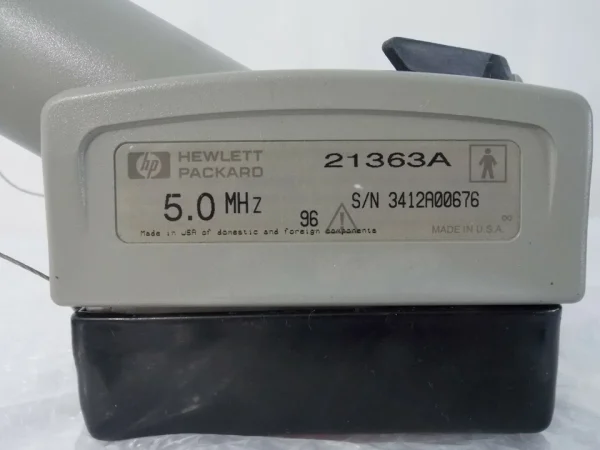 hp HEWLETT PACKARD 21363A
5.0 MHz S/N 3412A00676
96
Made in USA of domestic and foreign components
MADE IN U.S.A.